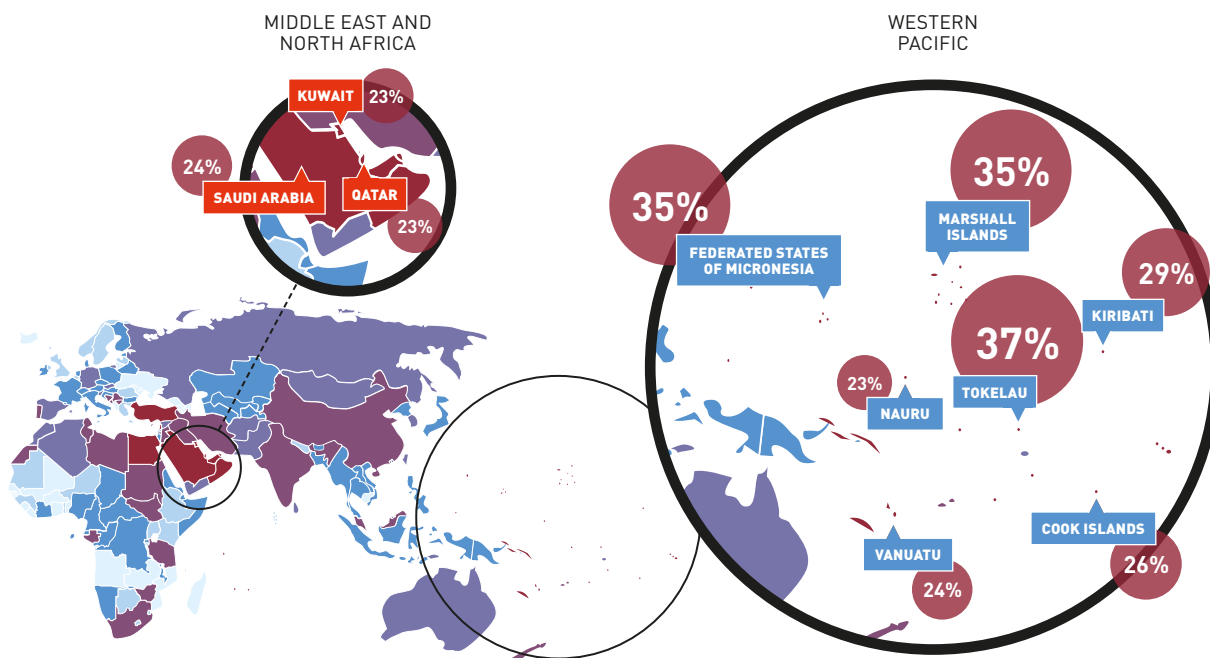 MIDDLE EAST AND
NORTH AFRICA
KUWAIT
23%
24%
SAUDI ARABIA
QATAR
23%
WESTERN
PACIFIC
35%
FEDERATED STATES
OF MICRONESIA
35%
MARSHALL
ISLANDS
29%
KIRIBATI
37%
TOKELAU
23%
NAURU
VANUATU
24%
COOK ISLANDS
26%